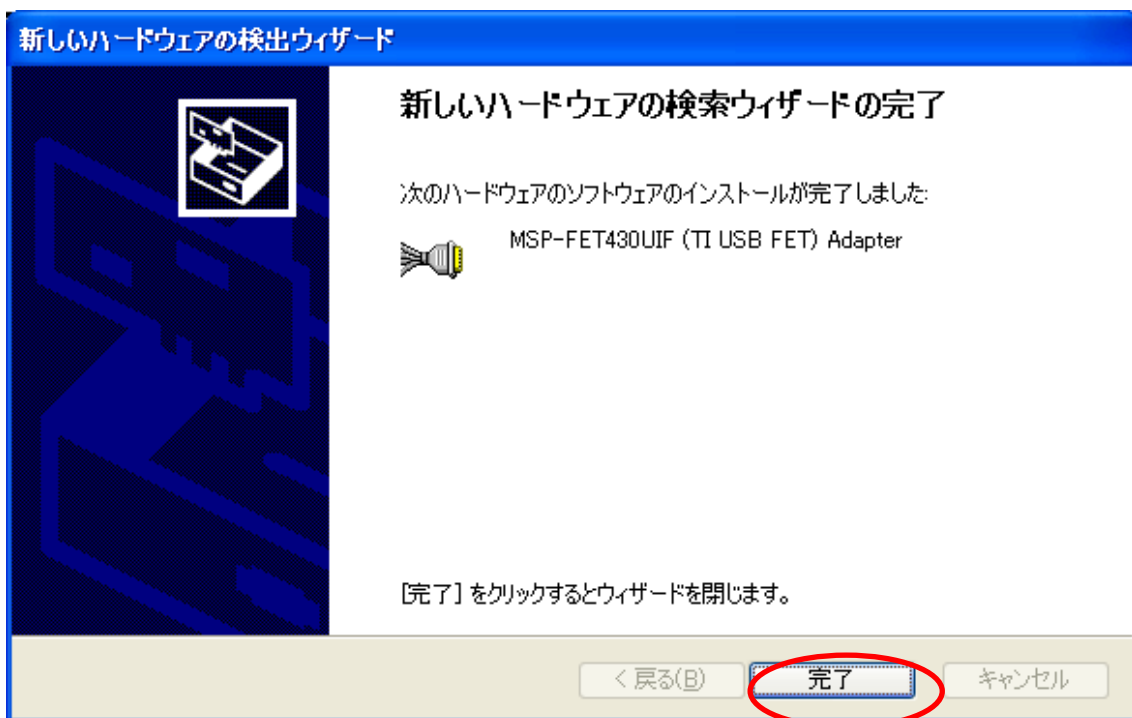 新しいハードウェアの検出ウィザード
新しいハードウェアの検索ウィザードの完了
次のハードウェアのソフトウェアのインストールが完了しました:
MSP-FET430UIF (TI USB FET) Adapter
[完了] をクリックするとウィザードを閉じます。
< 戻る(B)
完了
キャンセル